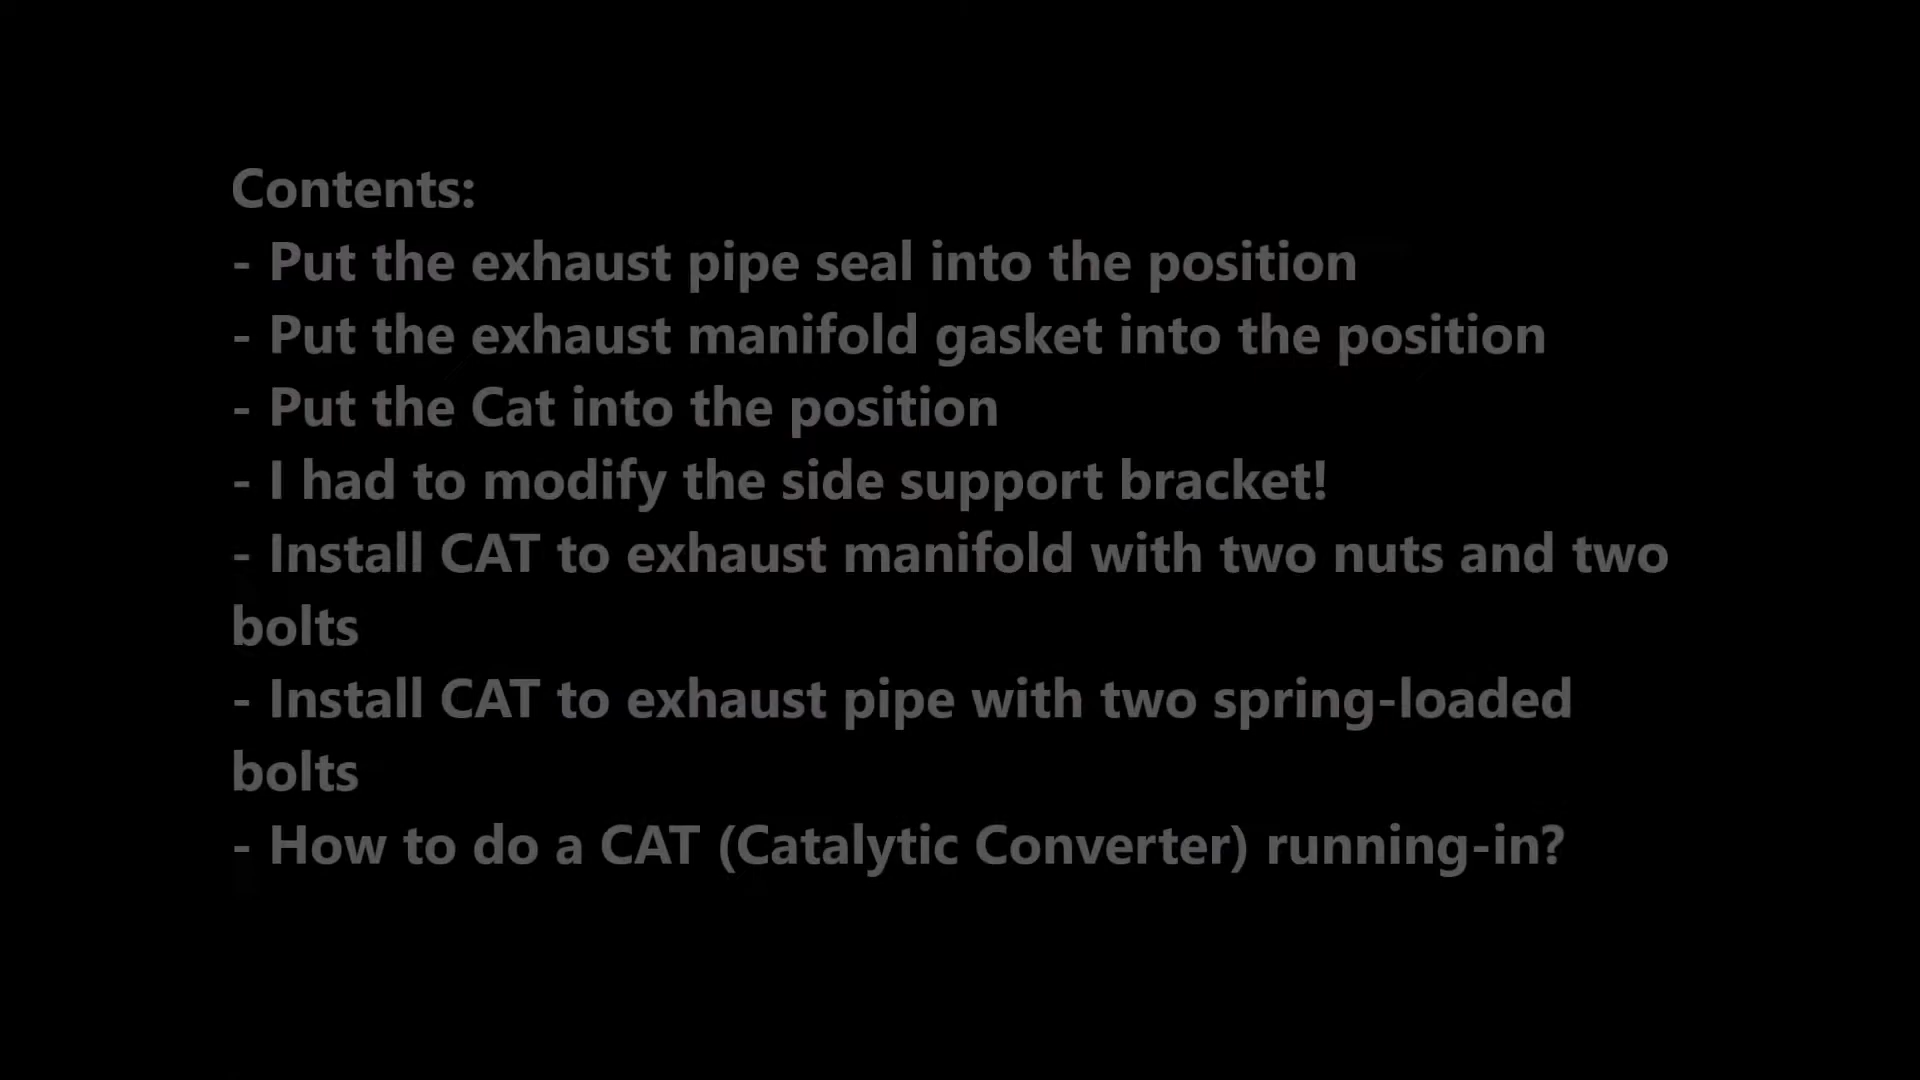 Contents:
- Put the exhaust pipe seal into the position
- Put the exhaust manifold gasket into the position
- Put the Cat into the position
- I had to modify the side support bracket!
- Install CAT to exhaust manifold with two nuts and two
bolts
- Install CAT to exhaust pipe with two spring-loaded
bolts
- How to do a CAT (Catalytic Converter) running-in?